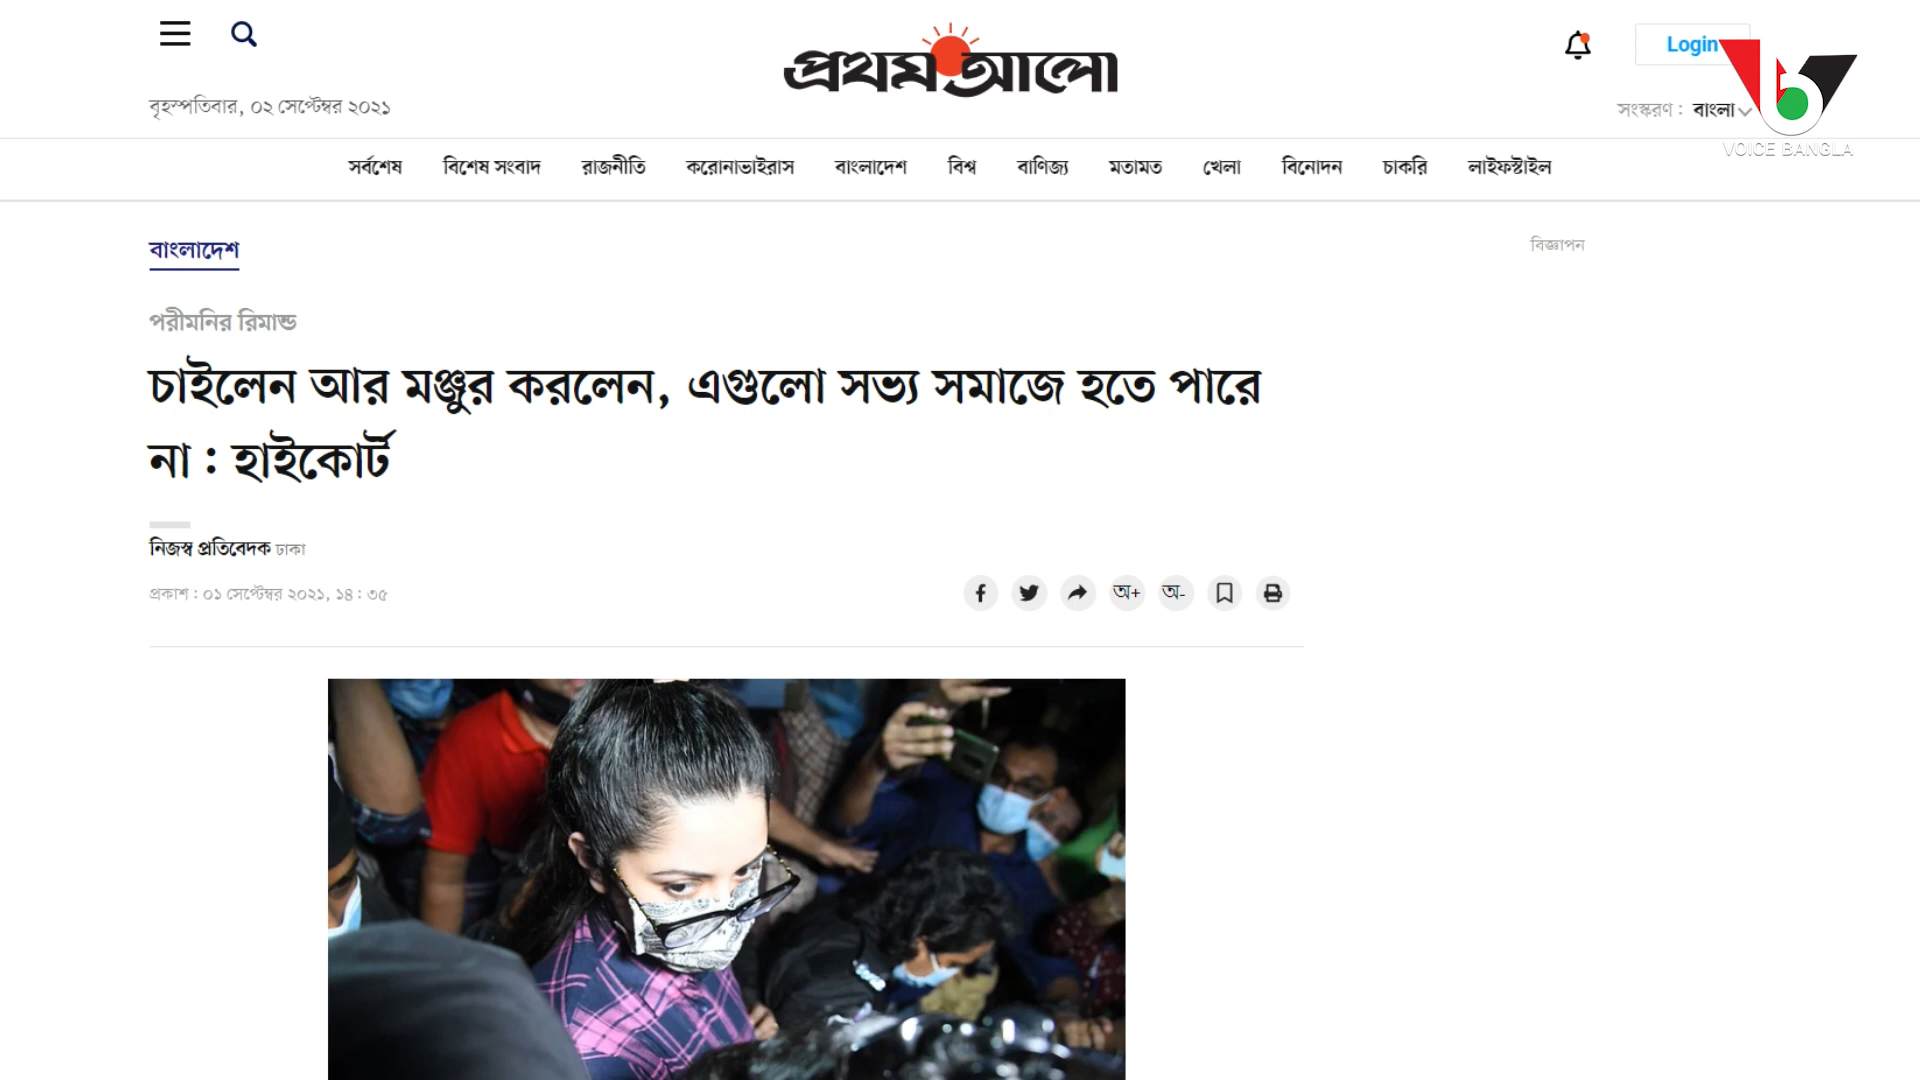 প্রথম আলো
Login
বৃহস্পতিবার, ০২ সেপ্টেম্বর ২০২১
সংস্করণ : বাংলা
VOICE BANGLA
সর্বশেষ বিশেষ সংবাদ রাজনীতি করোনাভাইরাস বাংলাদেশ বিশ্ব বাণিজ্য মতামত খেলা বিনোদন চাকরি লাইফস্টাইল
বাংলাদেশ
বিজ্ঞাপন
পরীমনির রিমান্ড
চাইলেন আর মঞ্জুর করলেন, এগুলো সভ্য সমাজে হতে পারে
না : হাইকোর্ট
নিজস্ব প্রতিবেদক ঢাকা
প্রকাশ : ০১ সেপ্টেম্বর ২০২১, ১৪ : ৩৫
অ+ অ-